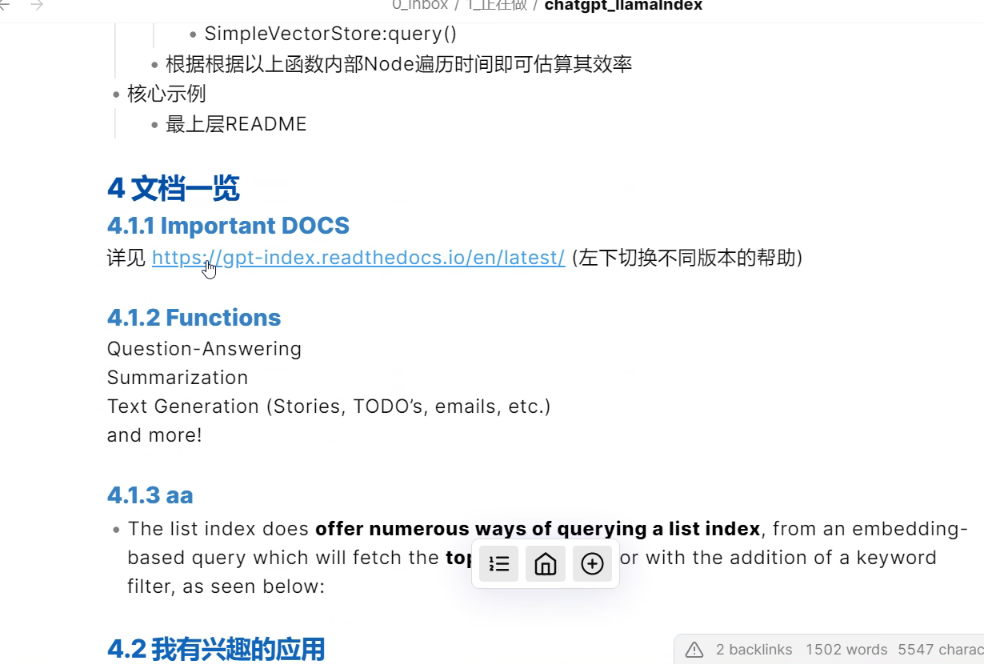 0_inbox / 1_正在做 / chatgpt_llamaIndex
SimpleVectorStore:query()
根据根据以上函数内部Node遍历时间即可估算其效率
核心示例
最上层README
4 文档一览
4.1.1 Important DOCS
详见 https://gpt-index.readthedocs.io/en/latest/ (左下切换不同版本的帮助)
4.1.2 Functions
Question-Answering
Summarization
Text Generation (Stories, TODO’s, emails, etc.)
and more!
4.1.3 aa
The list index does offer numerous ways of querying a list index, from an embedding-
based query which will fetch the or with the addition of a keyword
filter, as seen below:
4.2 我有兴趣的应用
2 backlinks 1502 words 5547